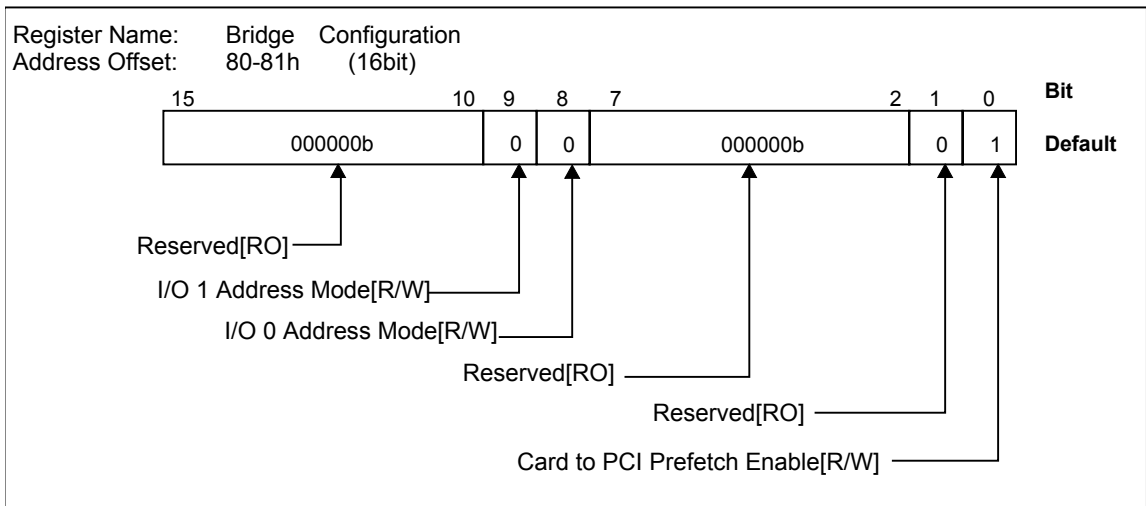 Register Name: Bridge Configuration
Address Offset: 80-81h (16bit)
15 10 9 8 7 2 1 0 Bit
000000b 0 0 000000b 0 1 Default
Reserved[RO]
I/O 1 Address Mode[R/W]
I/O 0 Address Mode[R/W]
Reserved[RO]
Reserved[RO]
Card to PCI Prefetch Enable[R/W]